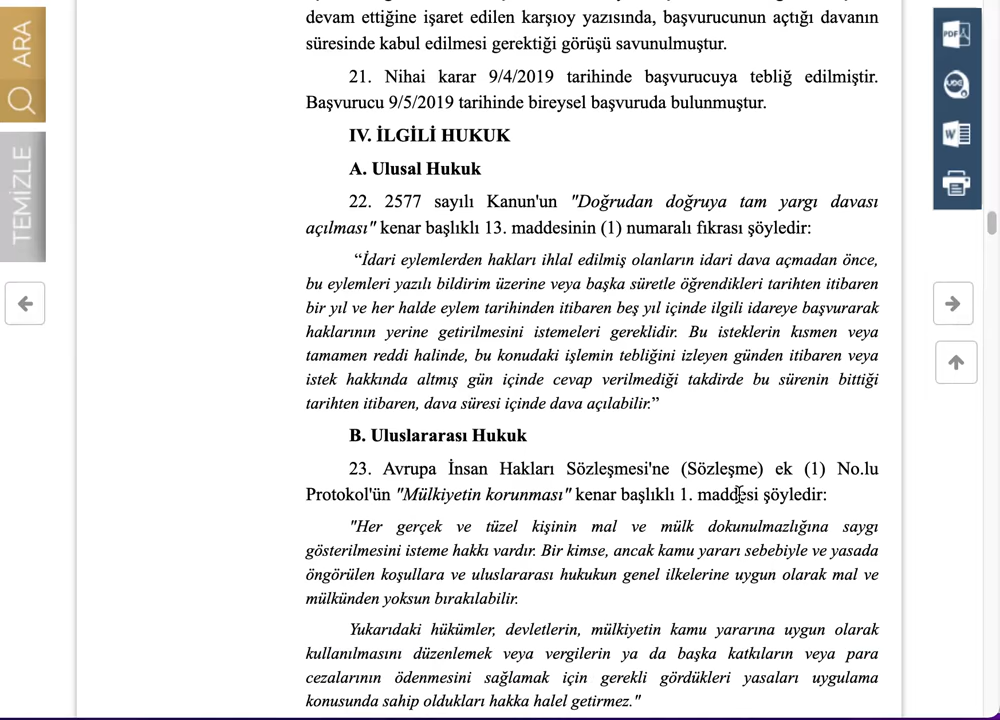 devam ettiğine işaret edilen karşıoy yazısında, başvurucunun açtığı davanın
süresinde kabul edilmesi gerektiği görüşü savunulmuştur.
21. Nihai karar 9/4/2019 tarihinde başvurucuya tebliğ edilmiştir.
Başvurucu 9/5/2019 tarihinde bireysel başvuruda bulunmuştur.
IV. İLGİLİ HUKUK
A. Ulusal Hukuk
22. 2577 sayılı Kanun'un "Doğrudan doğruya tam yargı davası
açılması" kenar başlıklı 13. maddesinin (1) numaralı fıkrası şöyledir:
“İdari eylemlerden hakları ihlal edilmiş olanların idari dava açmadan önce,
bu eylemleri yazılı bildirim üzerine veya başka süretle öğrendikleri tarihten itibaren
bir yıl ve her halde eylem tarihinden itibaren beş yıl içinde ilgili idareye başvurarak
haklarının yerine getirilmesini istemeleri gereklidir. Bu isteklerin kısmen veya
tamamen reddi halinde, bu konudaki işlemin tebliğini izleyen günden itibaren veya
istek hakkında altmış gün içinde cevap verilmediği takdirde bu sürenin bittiği
tarihten itibaren, dava süresi içinde dava açılabilir.”
B. Uluslararası Hukuk
23. Avrupa İnsan Hakları Sözleşmesi'ne (Sözleşme) ek (1) No.lu
Protokol'ün "Mülkiyetin korunması" kenar başlıklı 1. maddesi şöyledir:
"Her gerçek ve tüzel kişinin mal ve mülk dokunulmazlığına saygı
gösterilmesini isteme hakkı vardır. Bir kimse, ancak kamu yararı sebebiyle ve yasada
öngörülen koşullara ve uluslararası hukukun genel ilkelerine uygun olarak mal ve
mülkünden yoksun bırakılabilir.
Yukarıdaki hükümler, devletlerin, mülkiyetin kamu yararına uygun olarak
kullanılmasını düzenlemek veya vergilerin ya da başka katkıların veya para
cezalarının ödenmesini sağlamak için gerekli gördükleri yasaları uygulama
konusunda sahip oldukları hakka halel getirmez."
ARA
TEMİZLE
PDF
UDF
W